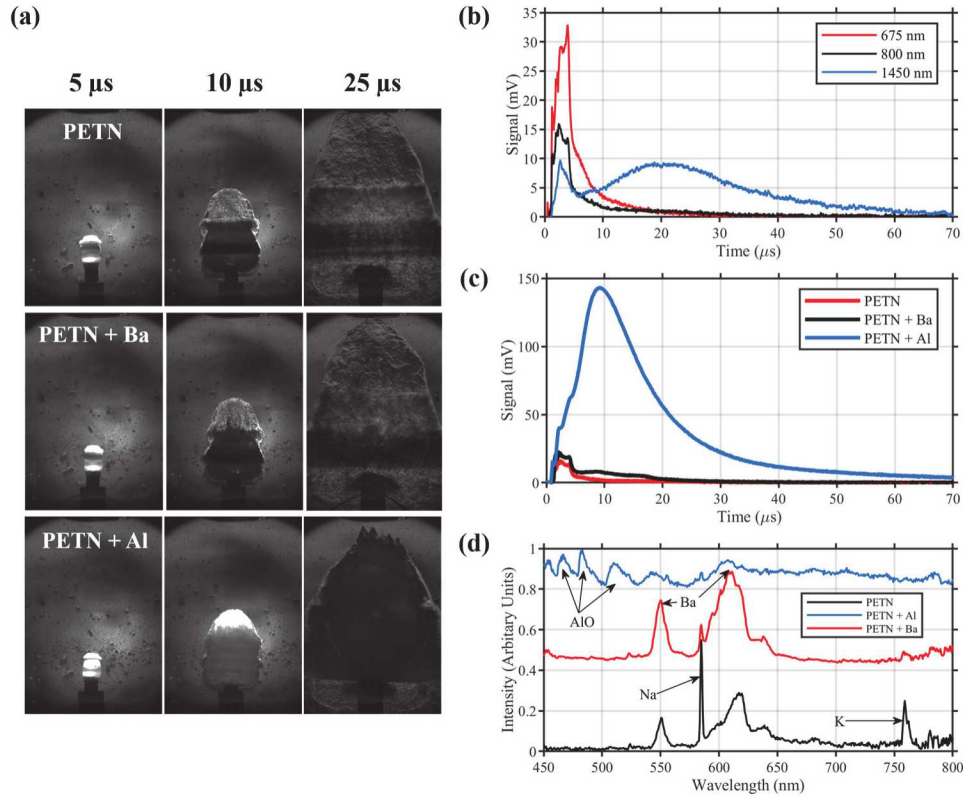 (a)
5 µs
10 µs
25 µs
PETN
PETN + Ba
PETN + Al
(b)
35
30
25
20
15
10
5
0
Signal (mV)
0
10
20
30
40
50
60
70
Time (µs)
675 nm
800 nm
1450 nm
(c)
150
100
50
0
Signal (mV)
0
10
20
30
40
50
60
70
Time (µs)
PETN
PETN + Ba
PETN + Al
(d)
1
0.8
0.6
0.4
0.2
0
Intensity (Arbitary Units)
AlO
Ba
Na
K
PETN
PETN + Al
PETN + Ba
450
500
550
600
650
700
750
800
Wavelength (nm)